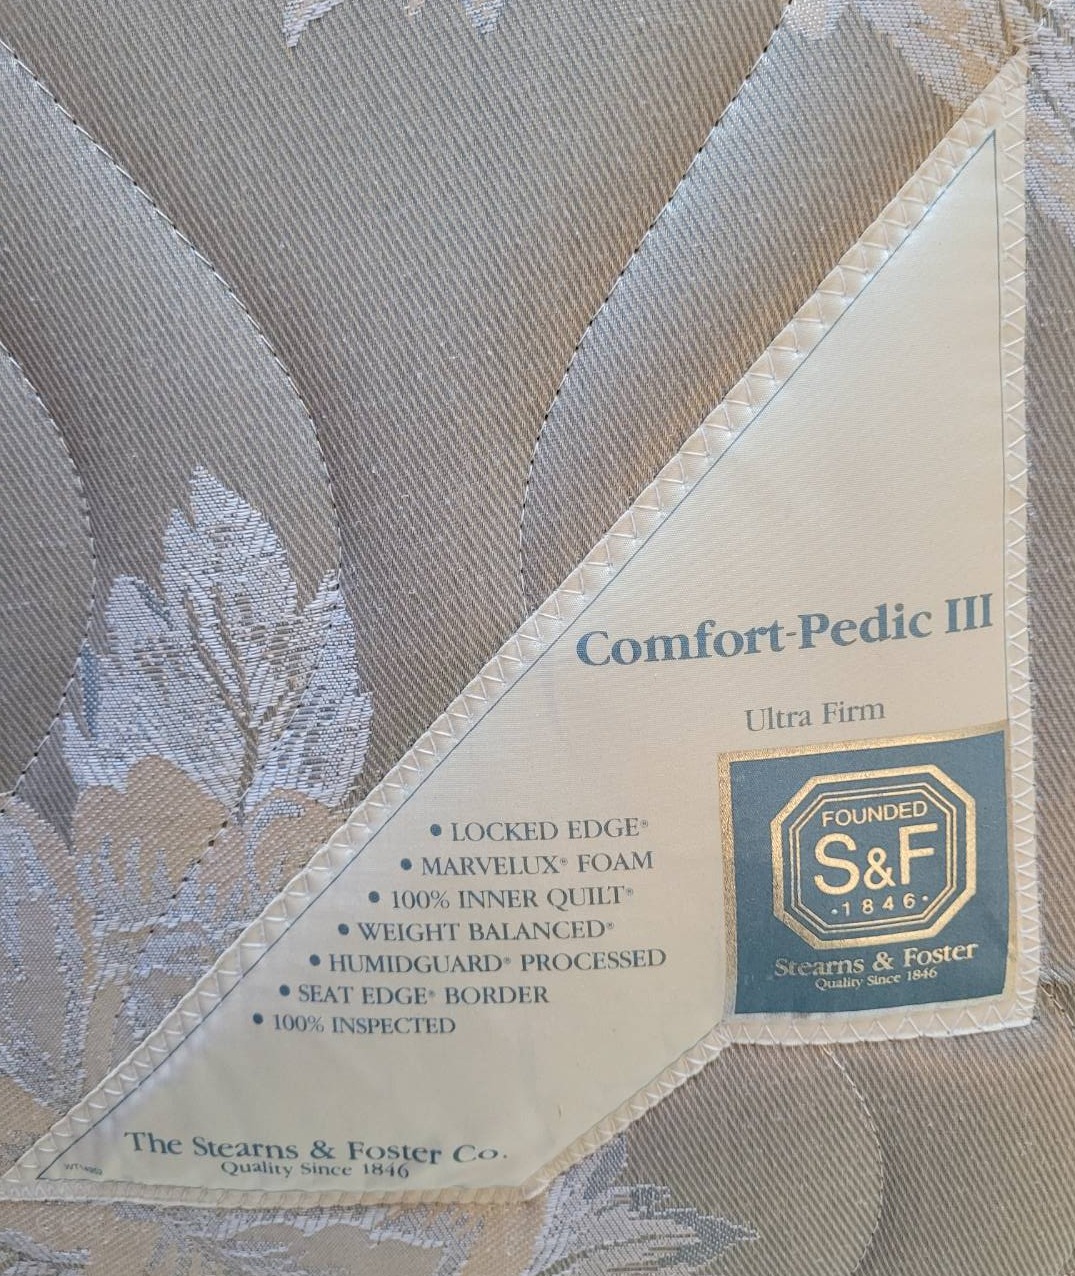 Comfort-Pedic III
Ultra Firm
• LOCKED EDGE®
• MARVELUX® FOAM
• 100% INNER QUILT®
• WEIGHT BALANCED®
• HUMIDGUARD® PROCESSED
• SEAT EDGE® BORDER
• 100% INSPECTED
FOUNDED
S&F
·1846·
Stearns & Foster
Quality Since 1846
The Stearns & Foster Co.
Quality Since 1846